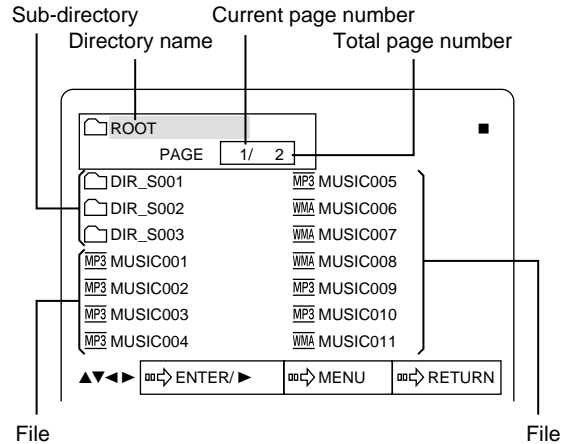 Sub-directory Current page number
Directory name Total page number
ROOT ■
PAGE 1/ 2
DIR_S001 MP3 MUSIC005
DIR_S002 WMA MUSIC006
DIR_S003 WMA MUSIC007
MP3 MUSIC001 WMA MUSIC008
MP3 MUSIC002 MP3 MUSIC009
MP3 MUSIC003 MP3 MUSIC010
MP3 MUSIC004 WMA MUSIC011
▲▼◄► ENTER/ ► MENU RETURN
File File